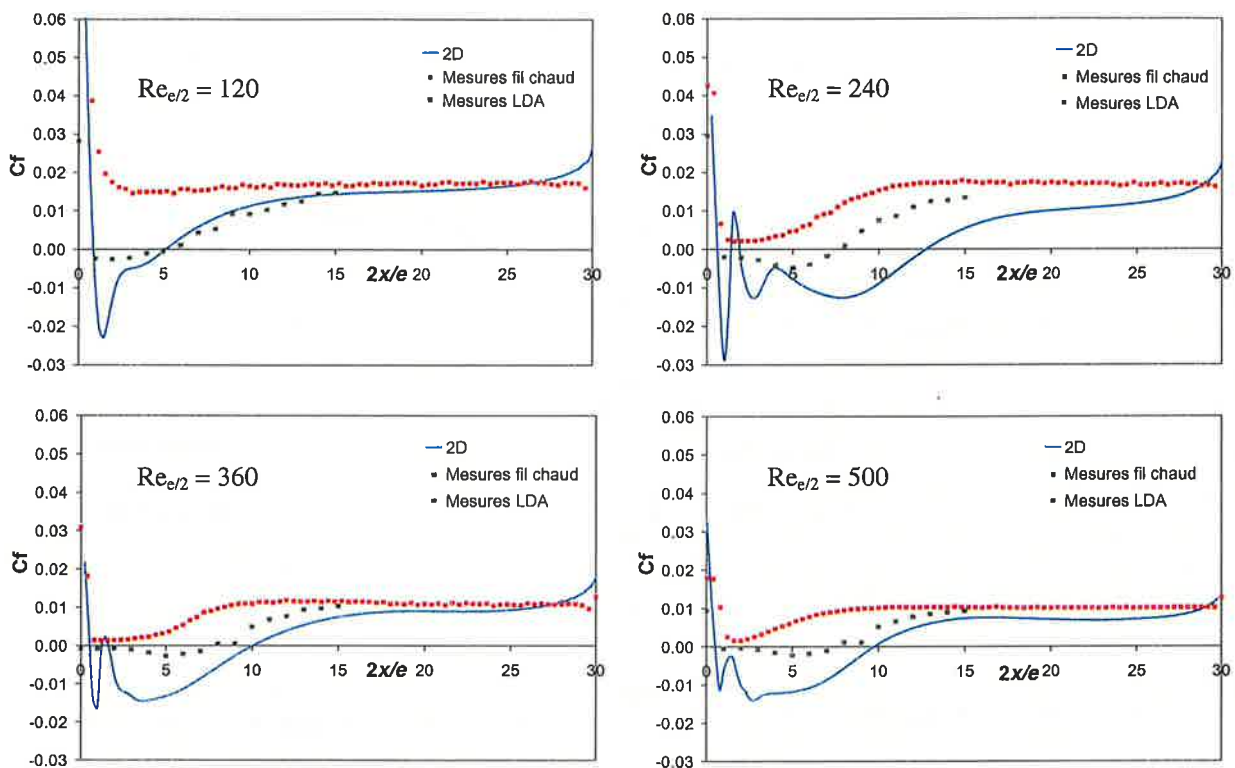 0.06
0.05
0.04
0.03
0.02
0.01
0.00
-0.01
-0.02
-0.03
Cf
Re_{e/2} = 120
2D
Mesures fil chaud
Mesures LDA
0 5 10 15 20 25 30
2x/e
0.06
0.05
0.04
0.03
0.02
0.01
0.00
-0.01
-0.02
-0.03
Cf
Re_{e/2} = 240
2D
Mesures fil chaud
Mesures LDA
0 5 10 15 20 25 30
2x/e
0.06
0.05
0.04
0.03
0.02
0.01
0.00
-0.01
-0.02
-0.03
Cf
Re_{e/2} = 360
2D
Mesures fil chaud
Mesures LDA
0 5 10 15 20 25 30
2x/e
0.06
0.05
0.04
0.03
0.02
0.01
0.00
-0.01
-0.02
-0.03
Cf
Re_{e/2} = 500
2D
Mesures fil chaud
Mesures LDA
0 5 10 15 20 25 30
2x/e